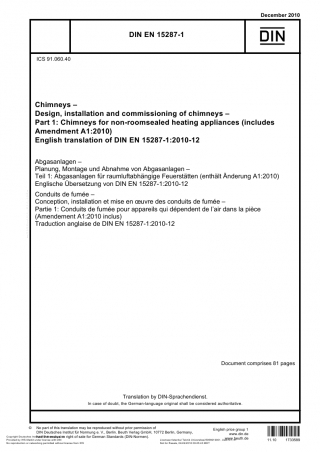 December 2010
DIN EN 15287-1
DIN
ICS 91.060.40
Chimneys –
Design, installation and commissioning of chimneys –
Part 1: Chimneys for non-roomsealed heating appliances (includes
Amendment A1:2010)
English translation of DIN EN 15287-1:2010-12
Abgasanlagen –
Planung, Montage und Abnahme von Abgasanlagen –
Teil 1: Abgasanlagen für raumluftabhängige Feuerstätten (enthält Änderung A1:2010)
Englische Übersetzung von DIN EN 15287-1:2010-12
Conduits de fumée –
Conception, installation et mise en œuvre des conduits de fumée –
Partie 1: Conduits de fumée pour appareils qui dépendent de l'air dans la pièce
(Amendement A1:2010 inclus)
Traduction anglaise de DIN EN 15287-1:2010-12
Document comprises 81 pages
Translation by DIN-Sprachendienst.
In case of doubt, the German-language original shall be considered authoritative.
© No part of this translation may be reproduced without prior permission of
DIN Deutsches Institut für Normung e. V., Berlin. Beuth Verlag GmbH, 10772 Berlin, Germany,
right of sale for German Standards (DIN-Normen).
English price group
www.din.de
www.beuth.de